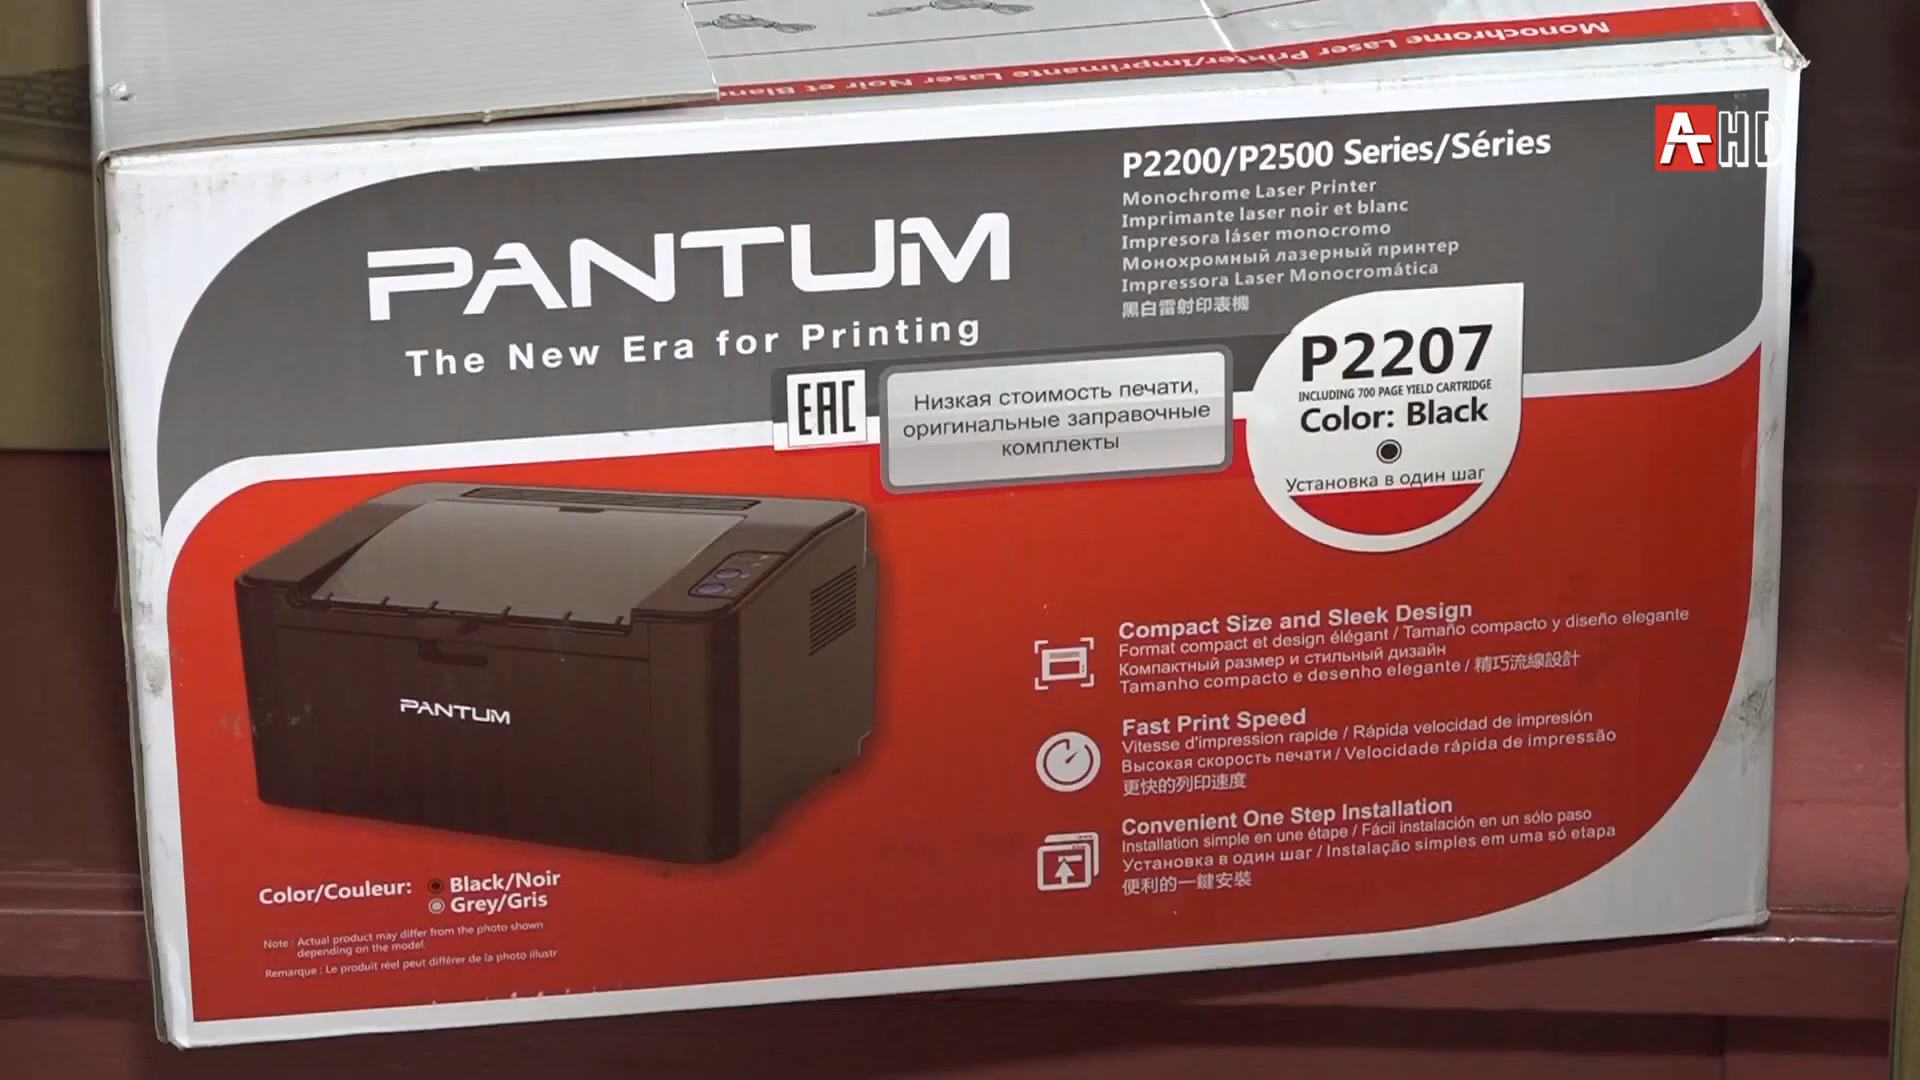 Monochrome Laser Printer/Imprimante Laser Noir et Blanc
A HD
P2200/P2500 Series/Séries
Monochrome Laser Printer
Imprimante laser noir et blanc
Impresora láser monocromo
Монохромный лазерный принтер
Impressora Laser Monocromática
黑白雷射印表機
PANTUM
The New Era for Printing
EAC
Низкая стоимость печати,
оригинальные заправочные
комплекты
P2207
INCLUDING 700 PAGE YIELD CARTRIDGE
Color: Black
Установка в один шаг
PANTUM
Compact Size and Sleek Design
Format compact et design élégant / Tamaño compacto y diseño elegante
Компактный размер и стильный дизайн
Tamanho compacto e desenho elegante / 精巧流線設計
Fast Print Speed
Vitesse d'impression rapide / Rápida velocidad de impresión
Высокая скорость печати / Velocidade rápida de impressão
更快的列印速度
Convenient One Step Installation
Installation simple en une étape / Fácil instalación en un sólo paso
Установка в один шаг / Instalação simples em uma só etapa
便利的一鍵安裝
Color/Couleur: Black/Noir
Grey/Gris
Note : Actual product may differ from the photo shown
depending on the model.
Remarque : Le produit réel peut différer de la photo illustr